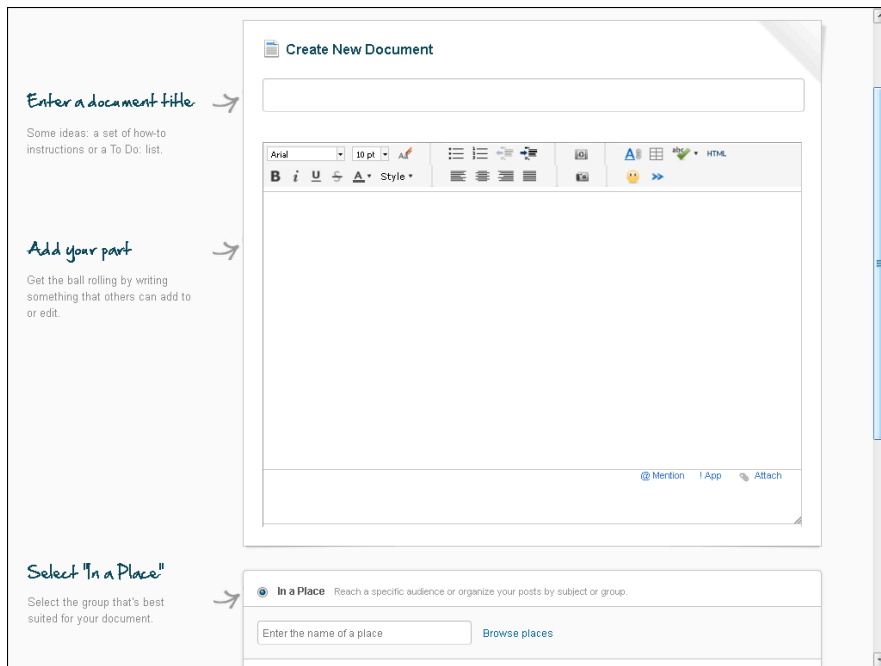 Create New Document
Enter a document title
Some ideas: a set of how-to
instructions or a To Do: list.
Arial 10 pt
HTML
B i U S A Style
abc
Add your part
Get the ball rolling by writing
something that others can add to
or edit.
@ Mention ! App Attach
Select "In a Place"
Select the group that's best
suited for your document.
In a Place Reach a specific audience or organize your posts by subject or group.
Enter the name of a place Browse places